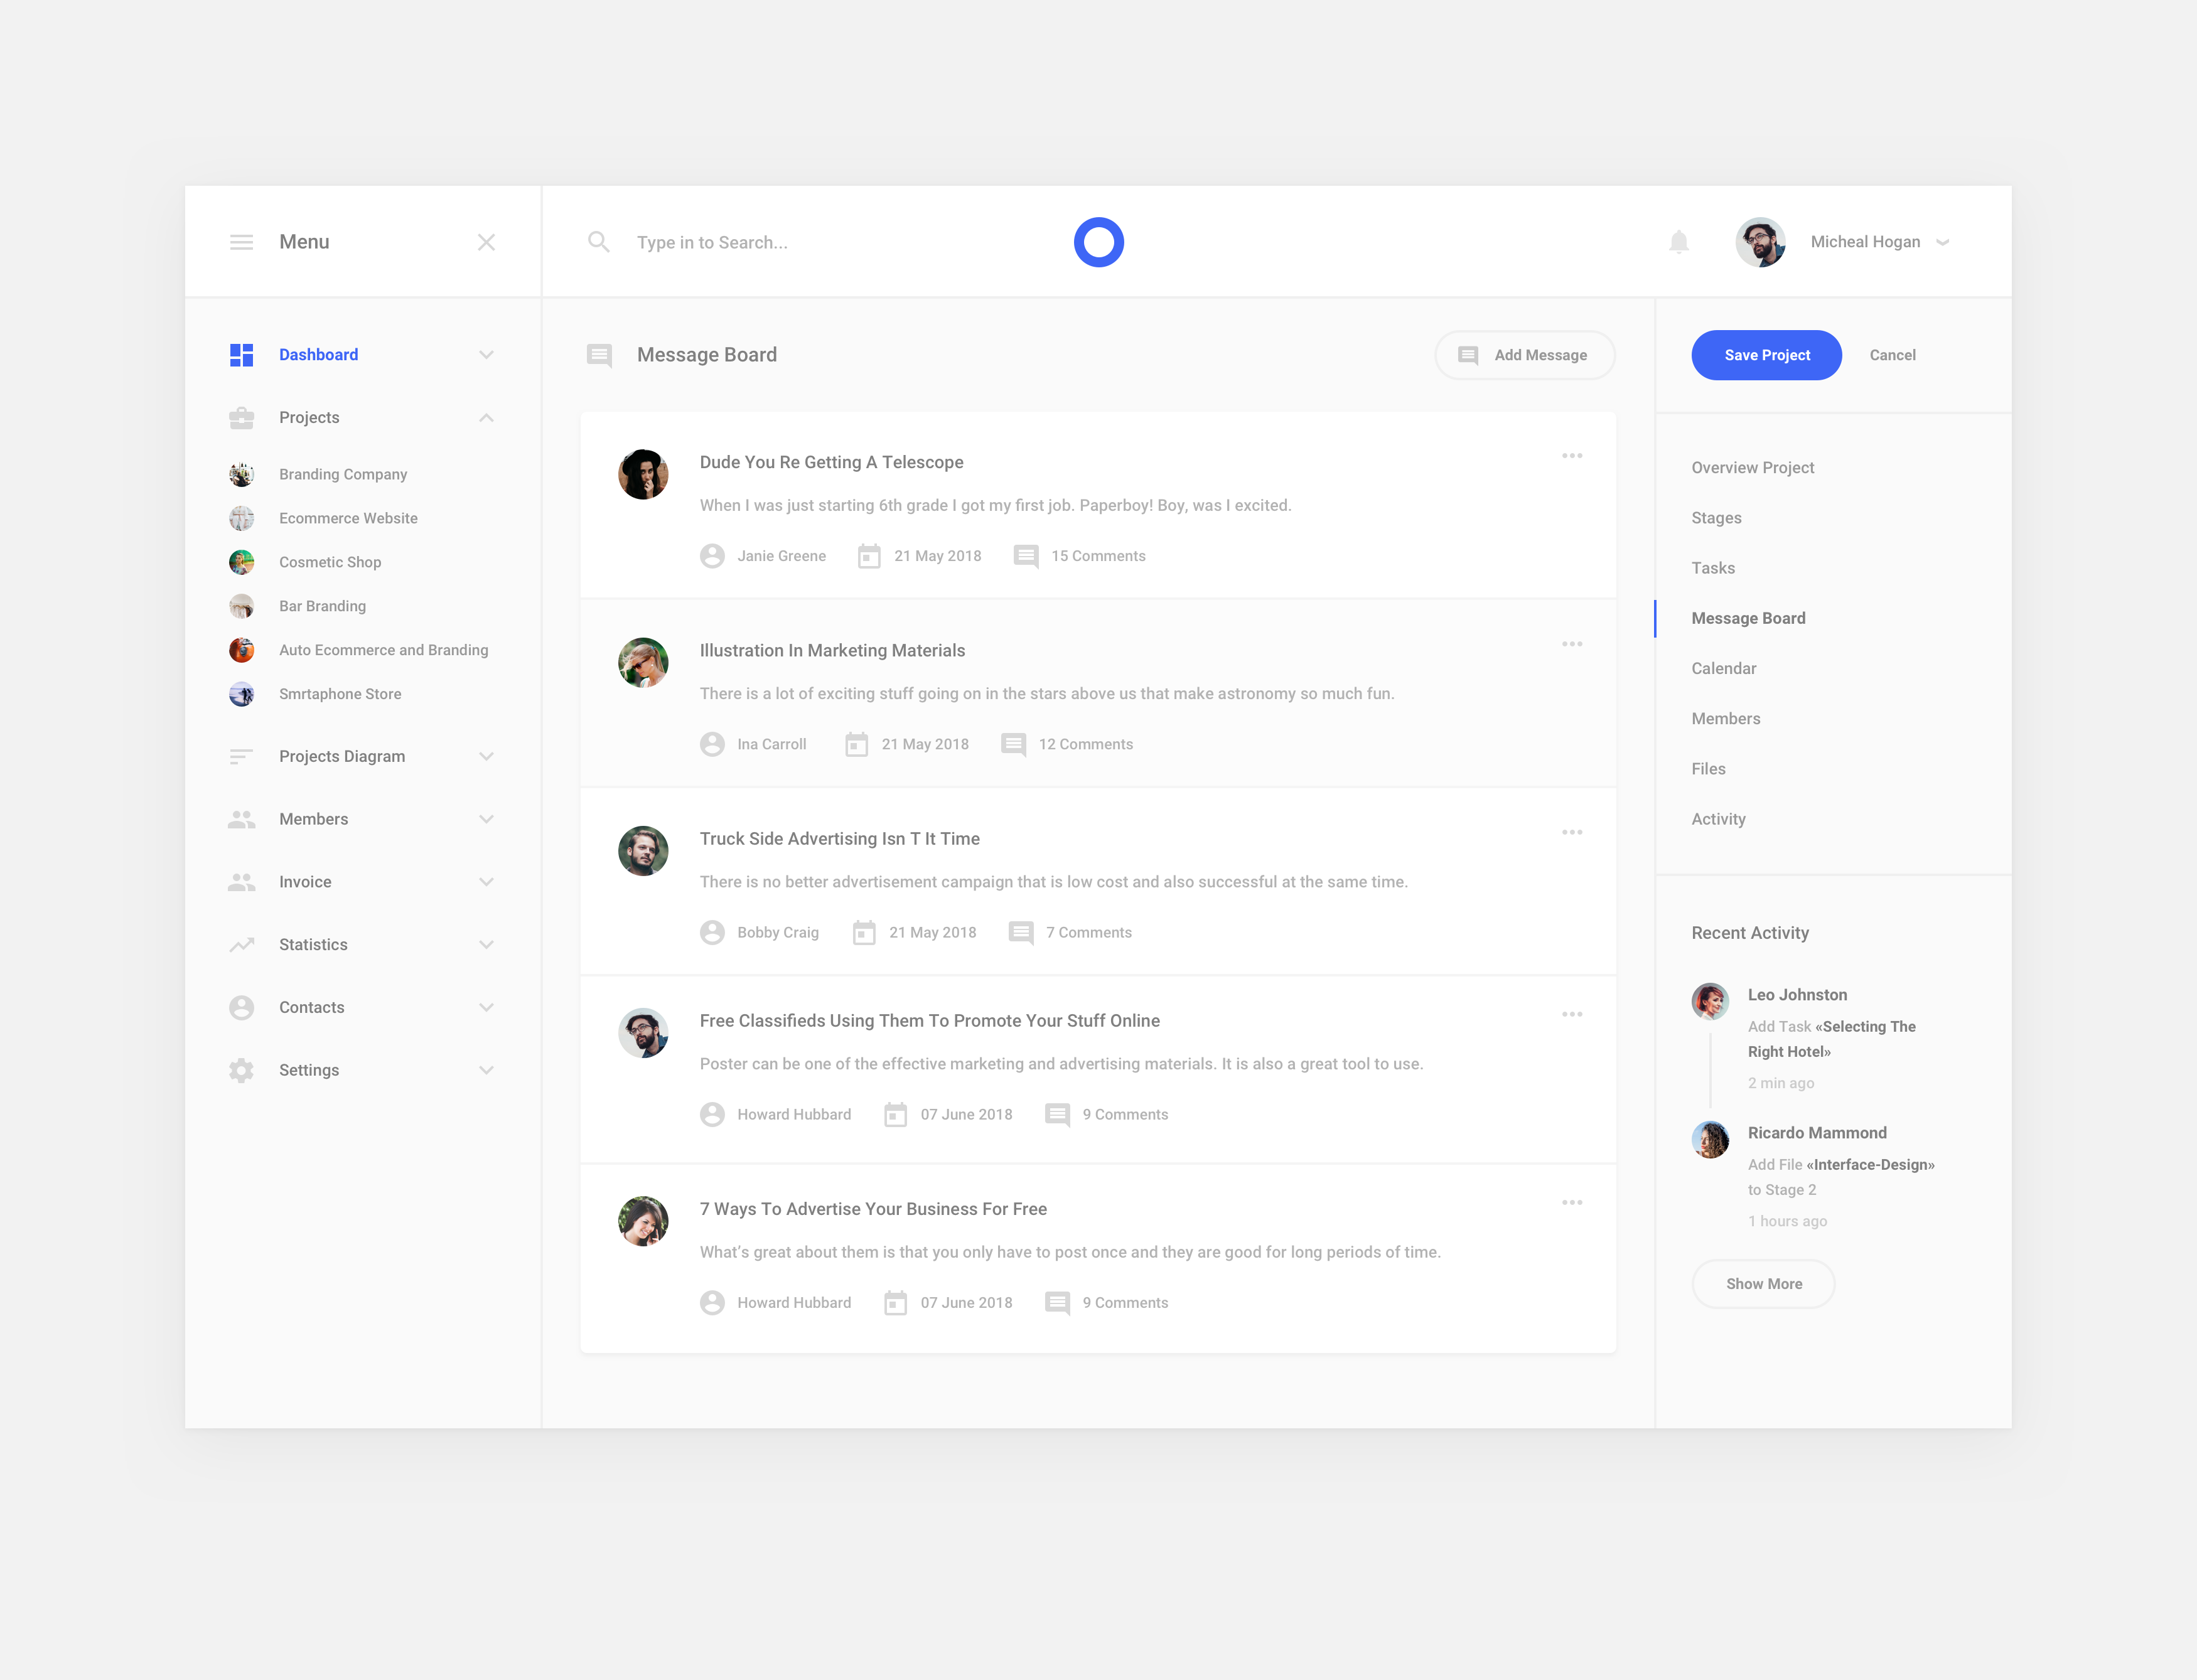 Menu
Type in to Search...
Micheal Hogan
Dashboard
Projects
Branding Company
Ecommerce Website
Cosmetic Shop
Bar Branding
Auto Ecommerce and Branding
Smrtaphone Store
Projects Diagram
Members
Invoice
Statistics
Contacts
Settings
Message Board
Add Message
Dude You Re Getting A Telescope
When I was just starting 6th grade I got my first job. Paperboy! Boy, was I excited.
Janie Greene 21 May 2018 15 Comments
Illustration In Marketing Materials
There is a lot of exciting stuff going on in the stars above us that make astronomy so much fun.
Ina Carroll 21 May 2018 12 Comments
Truck Side Advertising Isn T It Time
There is no better advertisement campaign that is low cost and also successful at the same time.
Bobby Craig 21 May 2018 7 Comments
Free Classifieds Using Them To Promote Your Stuff Online
Poster can be one of the effective marketing and advertising materials. It is also a great tool to use.
Howard Hubbard 07 June 2018 9 Comments
7 Ways To Advertise Your Business For Free
What's great about them is that you only have to post once and they are good for long periods of time.
Howard Hubbard 07 June 2018 9 Comments
Save Project Cancel
Overview Project
Stages
Tasks
Message Board
Calendar
Members
Files
Activity
Recent Activity
Leo Johnston
Add Task «Selecting The
Right Hotel»
2 min ago
Ricardo Mammond
Add File «Interface-Design»
to Stage 2
1 hours ago
Show More